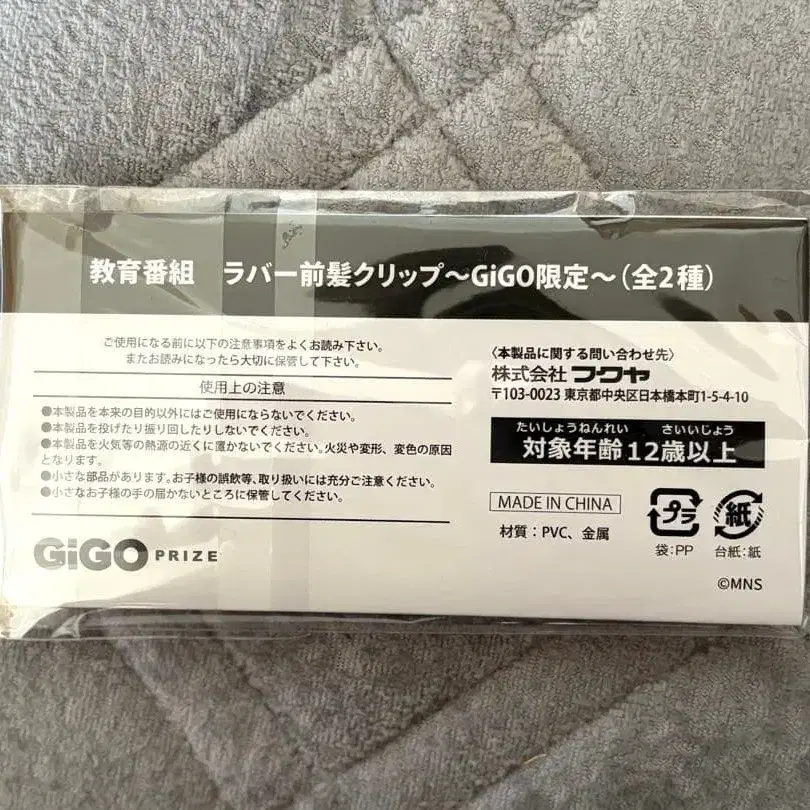 教育番組　ラバー前髪クリップ～GiGO限定～(全2種)
ご使用になる前に以下の注意事項をよくお読み下さい。
またお読みになったら大切に保管して下さい。
使用上の注意
●本製品を本来の目的以外にはご使用にならないでください。
●本製品を投げたり振り回したりしないでください。
●本製品を火気等の熱源の近くに置かないでください。火災や変形、変色の原因
となります。
●小さな部品があります。お子様の誤飲等、取り扱いには充分ご注意ください。
●小さなお子様の手の届かないところに保管してください。
GiGO PRIZE
〈本製品に関する問い合わせ先〉
株式会社 フクヤ
〒103-0023 東京都中央区日本橋本町1-5-4-10
たいしょうねんれい　さいいじょう
対象年齢12歳以上
MADE IN CHINA
材質：PVC、金属
プラ
袋:PP
紙
台紙:紙
©MNS